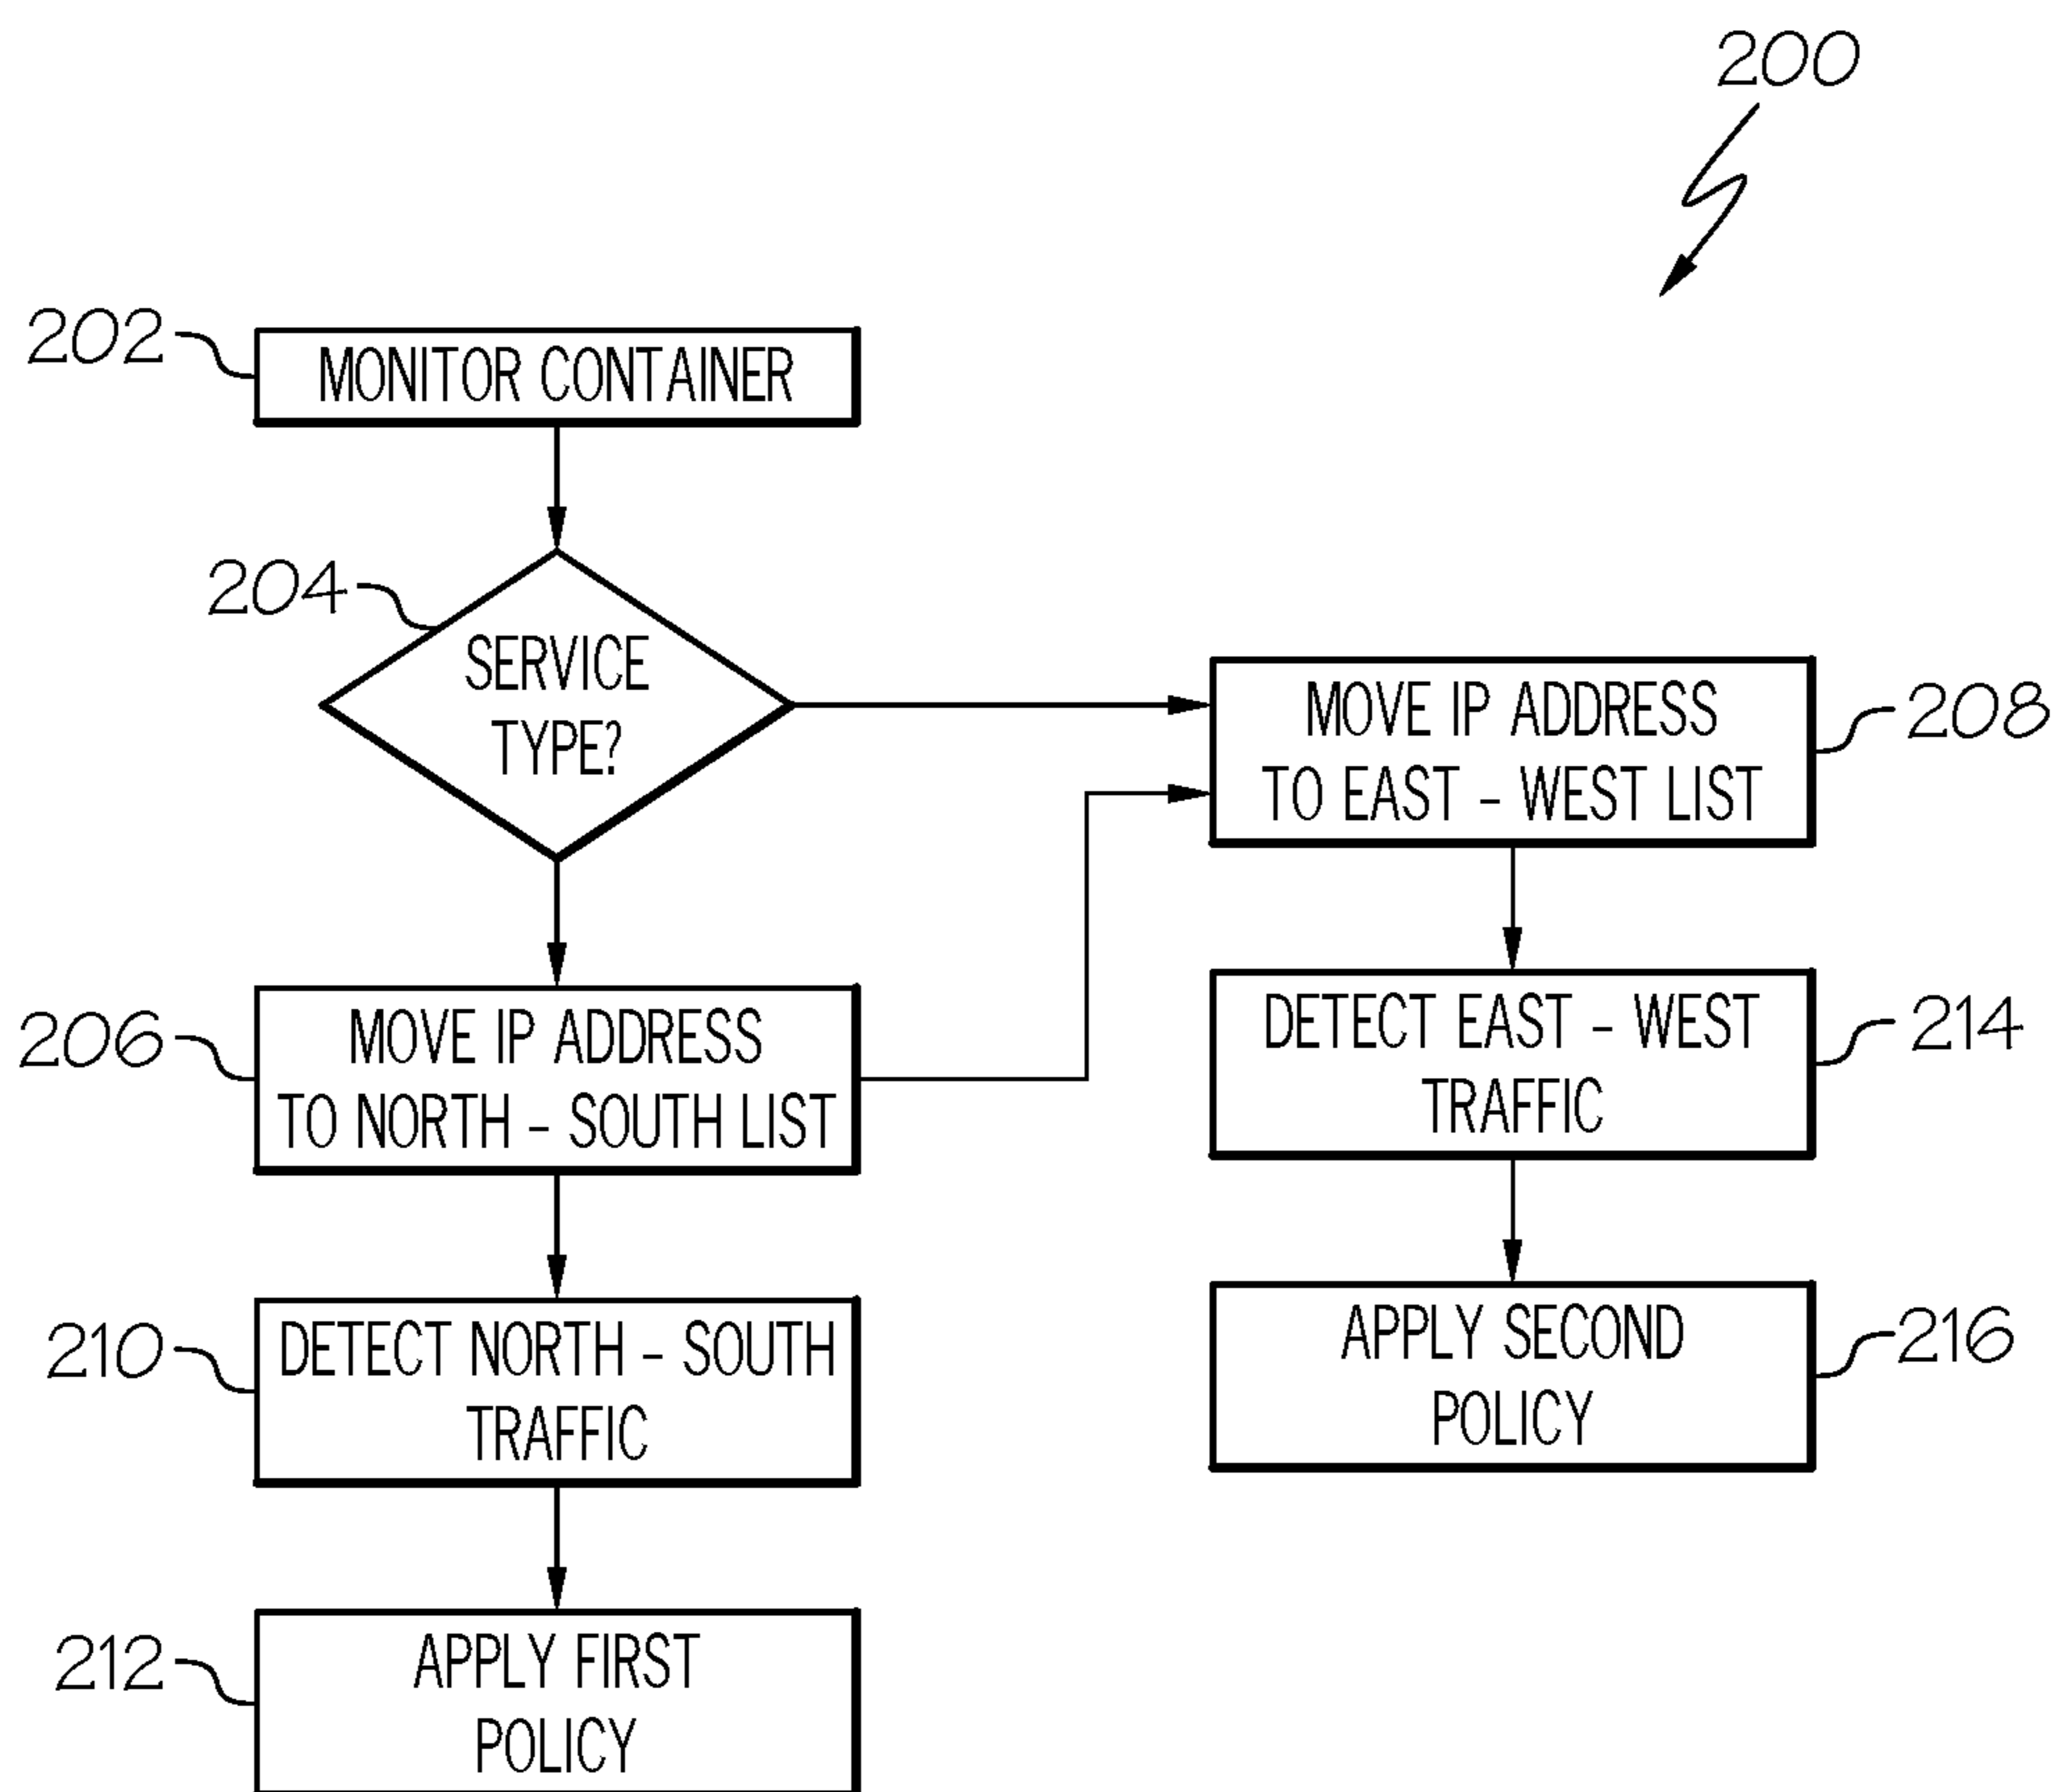 200
202
MONITOR CONTAINER
204
SERVICE
TYPE?
MOVE IP ADDRESS
TO EAST – WEST LIST
208
206
MOVE IP ADDRESS
TO NORTH – SOUTH LIST
DETECT EAST – WEST
TRAFFIC
214
210
DETECT NORTH – SOUTH
TRAFFIC
APPLY SECOND
POLICY
216
212
APPLY FIRST
POLICY